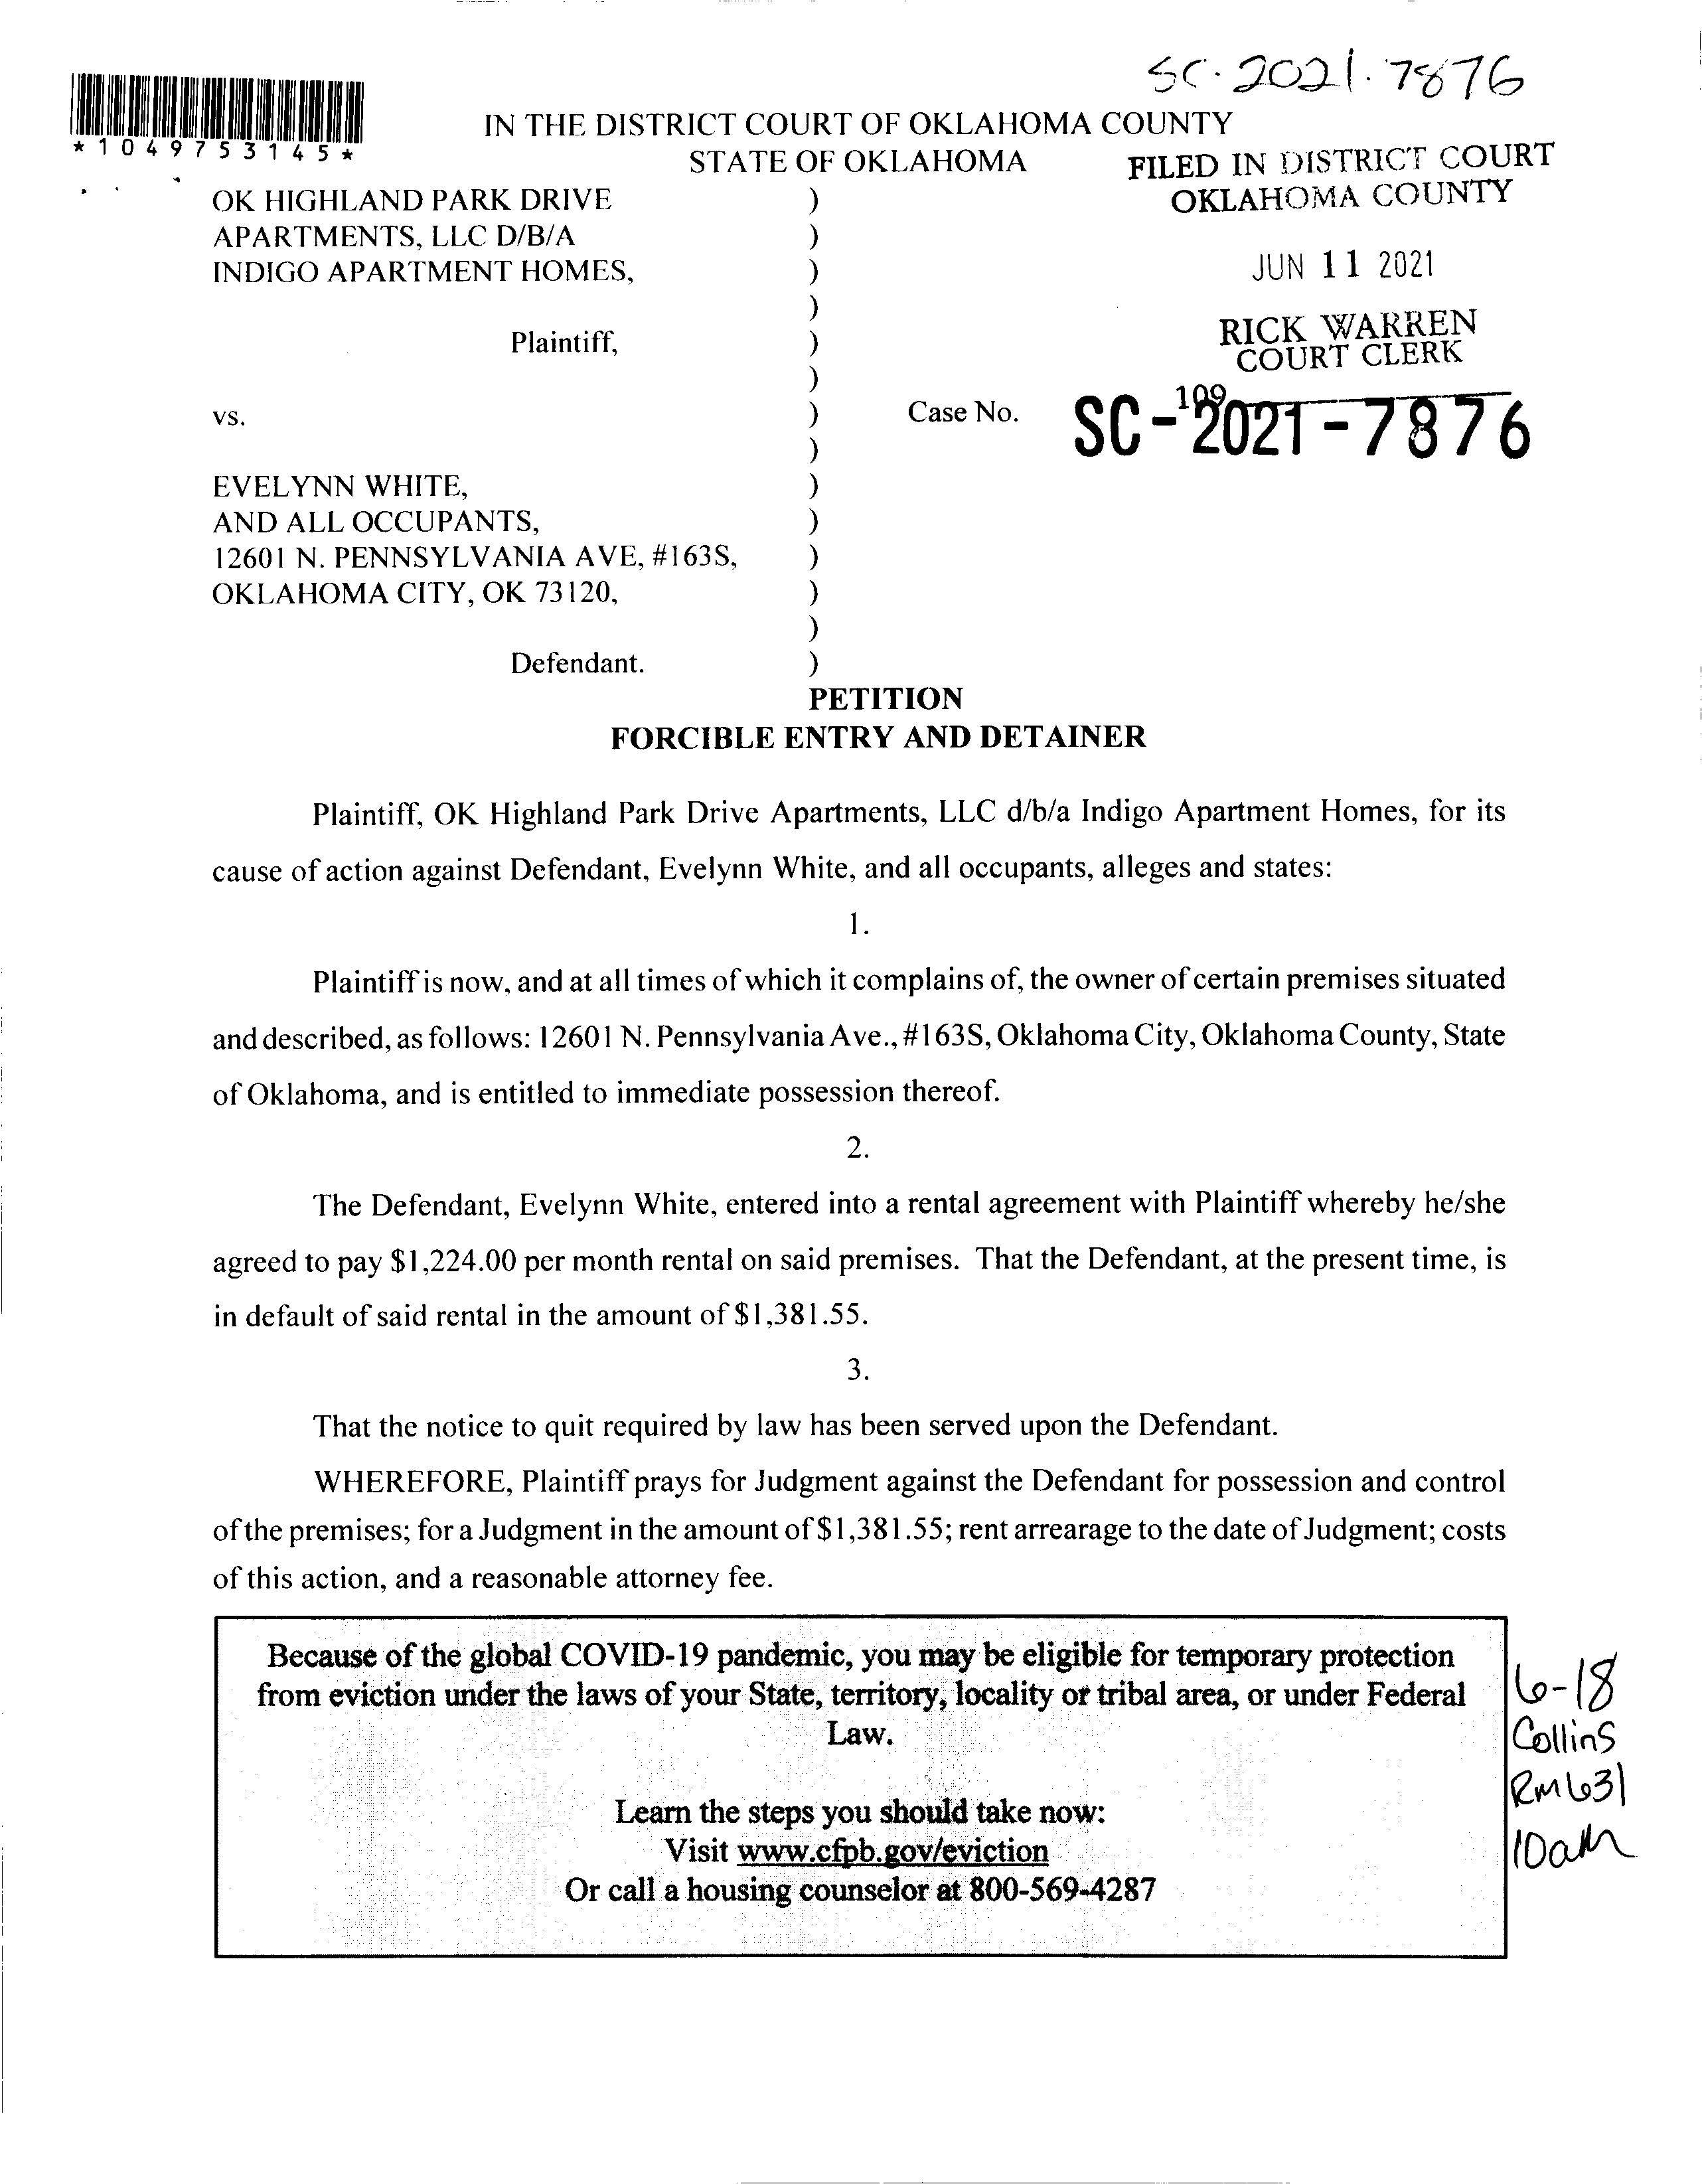 SC-2021-7876
*1049753145*
IN THE DISTRICT COURT OF OKLAHOMA COUNTY
STATE OF OKLAHOMA
FILED IN DISTRICT COURT
OKLAHOMA COUNTY
JUN 11 2021
RICK WARREN
COURT CLERK
109
OK HIGHLAND PARK DRIVE )
APARTMENTS, LLC D/B/A )
INDIGO APARTMENT HOMES, )
)
Plaintiff, )
)
vs. ) Case No. SC-2021-7876
)
EVELYNN WHITE, )
AND ALL OCCUPANTS, )
12601 N. PENNSYLVANIA AVE, #163S, )
OKLAHOMA CITY, OK 73120, )
)
Defendant. )
PETITION
FORCIBLE ENTRY AND DETAINER
Plaintiff, OK Highland Park Drive Apartments, LLC d/b/a Indigo Apartment Homes, for its
cause of action against Defendant, Evelynn White, and all occupants, alleges and states:
1.
Plaintiff is now, and at all times of which it complains of, the owner of certain premises situated
and described, as follows: 12601 N. Pennsylvania Ave., #163S, Oklahoma City, Oklahoma County, State
of Oklahoma, and is entitled to immediate possession thereof.
2.
The Defendant, Evelynn White, entered into a rental agreement with Plaintiff whereby he/she
agreed to pay $1,224.00 per month rental on said premises. That the Defendant, at the present time, is
in default of said rental in the amount of $1,381.55.
3.
That the notice to quit required by law has been served upon the Defendant.
WHEREFORE, Plaintiff prays for Judgment against the Defendant for possession and control
of the premises; for a Judgment in the amount of $1,381.55; rent arrearage to the date of Judgment; costs
of this action, and a reasonable attorney fee.
Because of the global COVID-19 pandemic, you may be eligible for temporary protection
from eviction under the laws of your State, territory, locality or tribal area, or under Federal
Law.
Learn the steps you should take now:
Visit www.cfpb.gov/eviction
Or call a housing counselor at 800-569-4287
6-18
Collins
Rm 631
10am